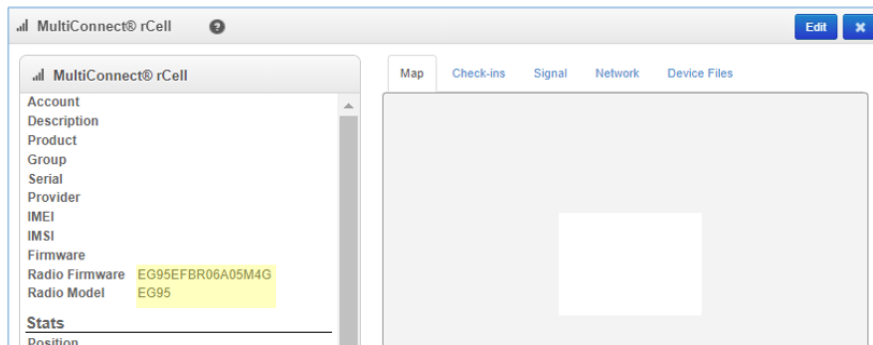 MultiConnect® rCell ?
Edit ×
MultiConnect® rCell
Account
Description
Product
Group
Serial
Provider
IMEI
IMSI
Firmware
Radio Firmware EG95EFBR06A05M4G
Radio Model EG95
Stats
Position
Map Check-ins Signal Network Device Files